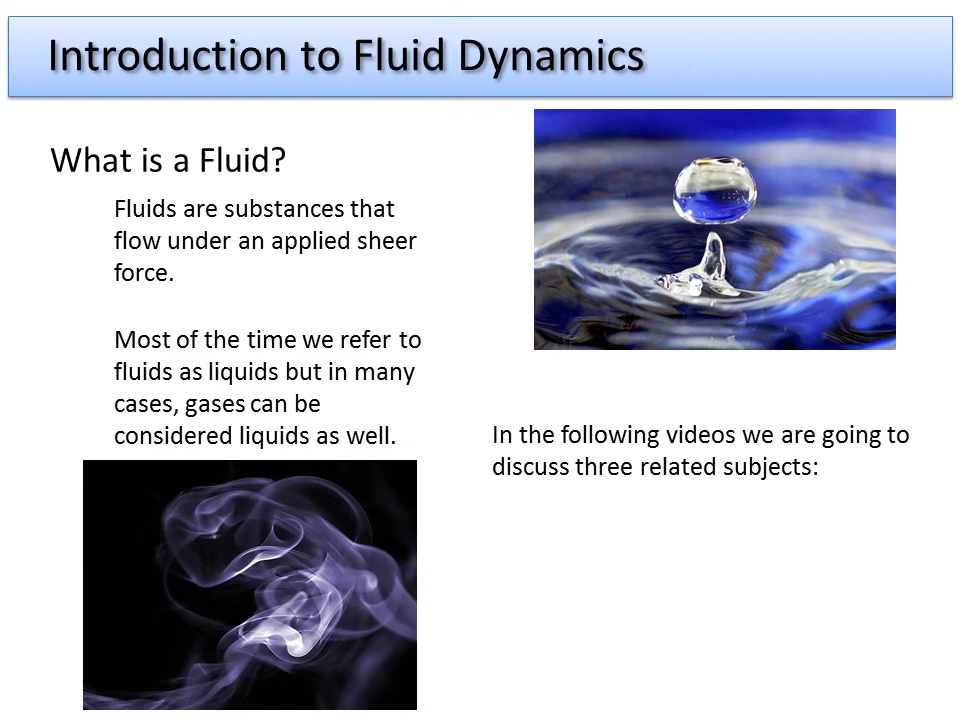 Introduction to Fluid Dynamics
What is a Fluid?
Fluids are substances that
flow under an applied sheer
force.
Most of the time we refer to
fluids as liquids but in many
cases, gases can be
considered liquids as well.
In the following videos we are going to
discuss three related subjects: